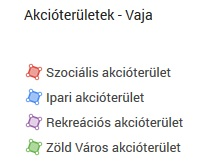 Akcióterületek - Vaja
Szociális akcióterület
Ipari akcióterület
Rekreációs akcióterület
Zöld Város akcióterület